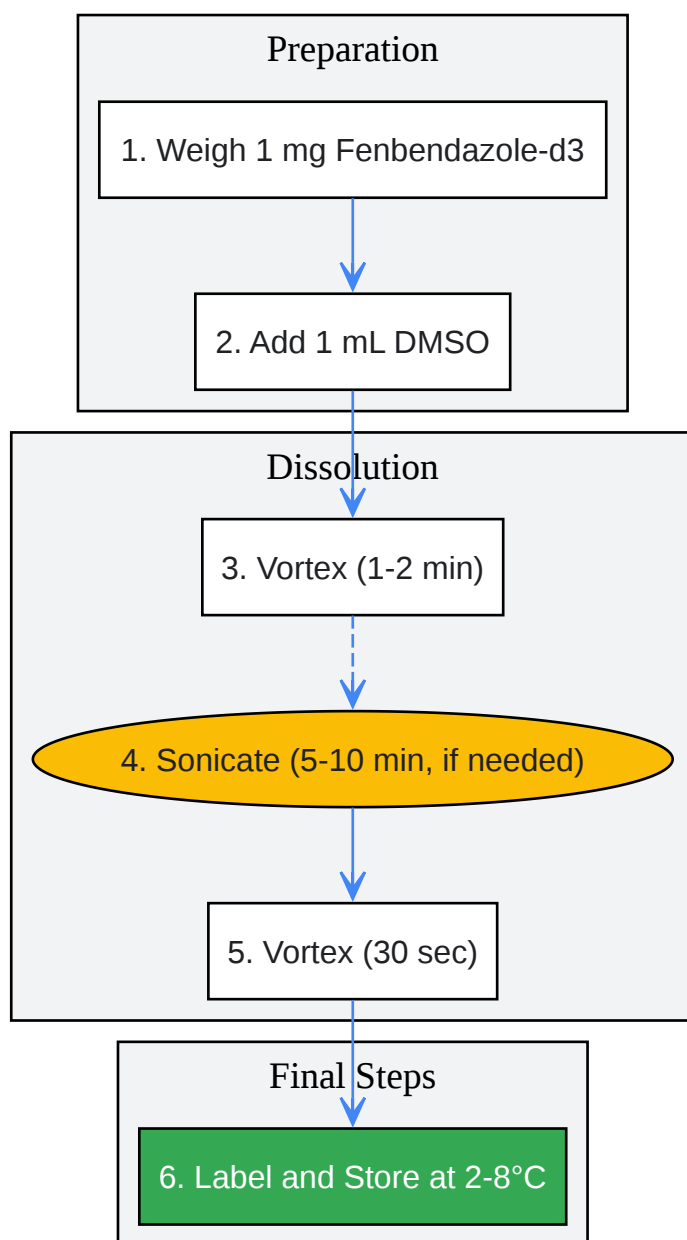 Preparation
1. Weigh 1 mg Fenbendazole-d3
2. Add 1 mL DMSO
Dissolution
3. Vortex (1-2 min)
4. Sonicate (5-10 min, if needed)
5. Vortex (30 sec)
Final Steps
6. Label and Store at 2-8°C